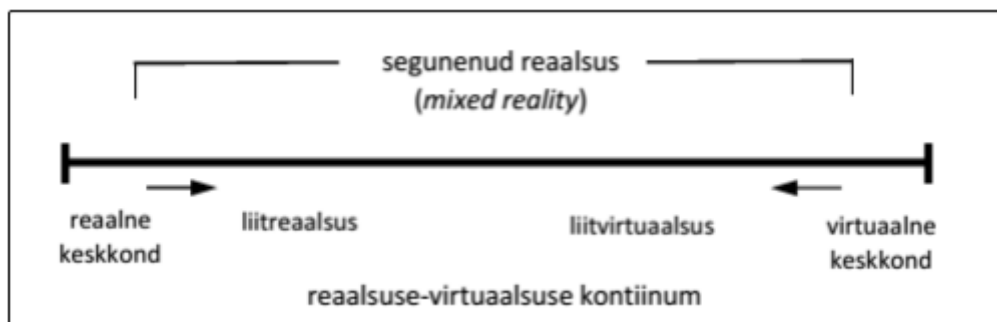 segunenud reaalsus
(mixed reality)
reaalne
keskkond
liitreaalsus
liitvirtuaalsus
virtuaalne
keskkond
reaalsuse-virtuaalsuse kontiinum